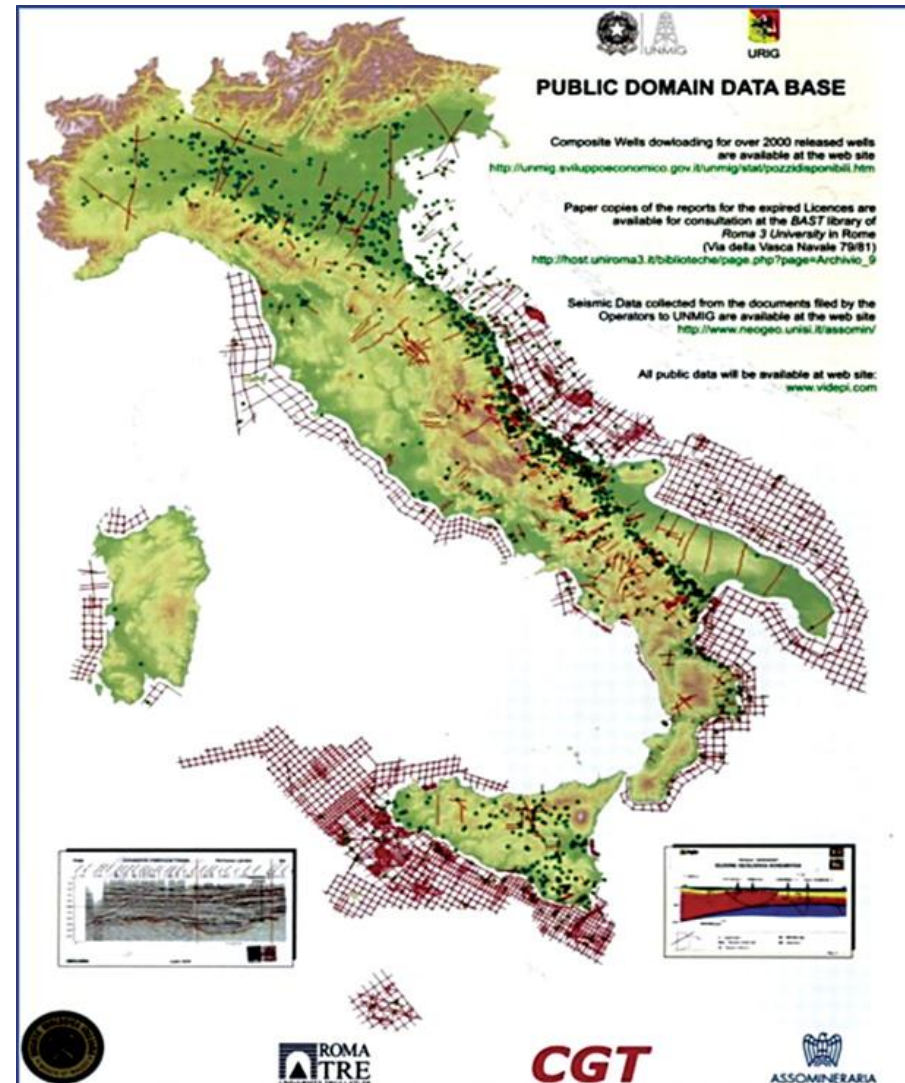 UNMIG
URIG
PUBLIC DOMAIN DATA BASE
Composite Wells dowloading for over 2000 released wells
are available at the web site
http://unmig.sviluppoeconomico.gov.it/unmig/stat/pozzidisponibili.htm
Paper copies of the reports for the expired Licences are
available for consultation at the BAST library of
Roma 3 University in Rome
(Via della Vasca Navale 79/81)
http://host.uniroma3.it/biblioteche/page.php?page=Archivio_9
Seismic Data collected from the documents filed by the
Operators to UNMIG are available at the web site
http://www.neogeo.unisi.it/assomin/
All public data will be available at web site:
www.videpi.com
ROMA
TRE
CGT
ASSOMINERARIA